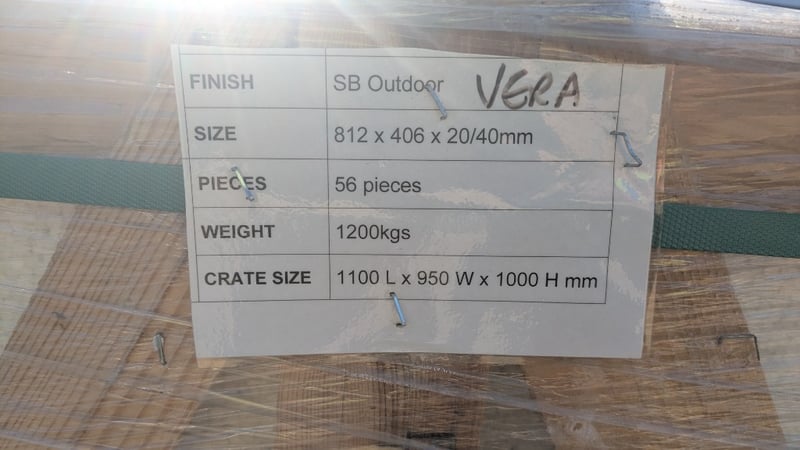 FINISH SB Outdoor VERA
SIZE 812 x 406 x 20/40mm
PIECES 56 pieces
WEIGHT 1200kgs
CRATE SIZE 1100 L x 950 W x 1000 H mm